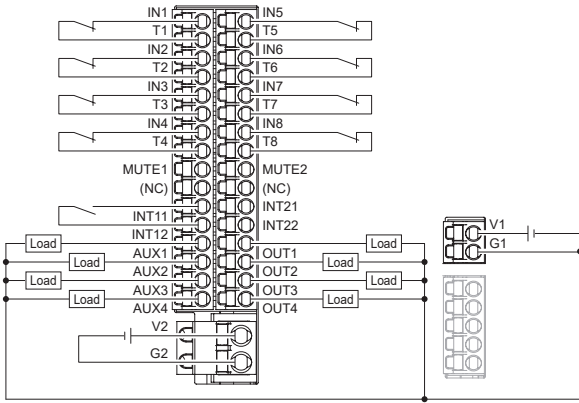 IN1 IN5
T1 T5
IN2 IN6
T2 T6
IN3 IN7
T3 T7
IN4 IN8
T4 T8
MUTE1 MUTE2
(NC) (NC)
INT21
INT11
INT22
INT12
V1
G1
Load Load
AUX1 OUT1
Load Load
AUX2 OUT2
Load Load
AUX3 OUT3
Load Load
AUX4 OUT4
V2
G2